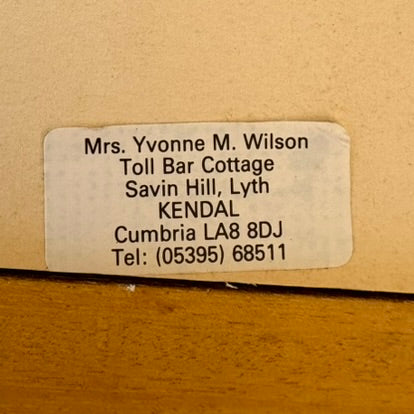 Mrs. Yvonne M. Wilson
Toll Bar Cottage
Savin Hill, Lyth
KENDAL
Cumbria LA8 8DJ
Tel: (05395) 68511